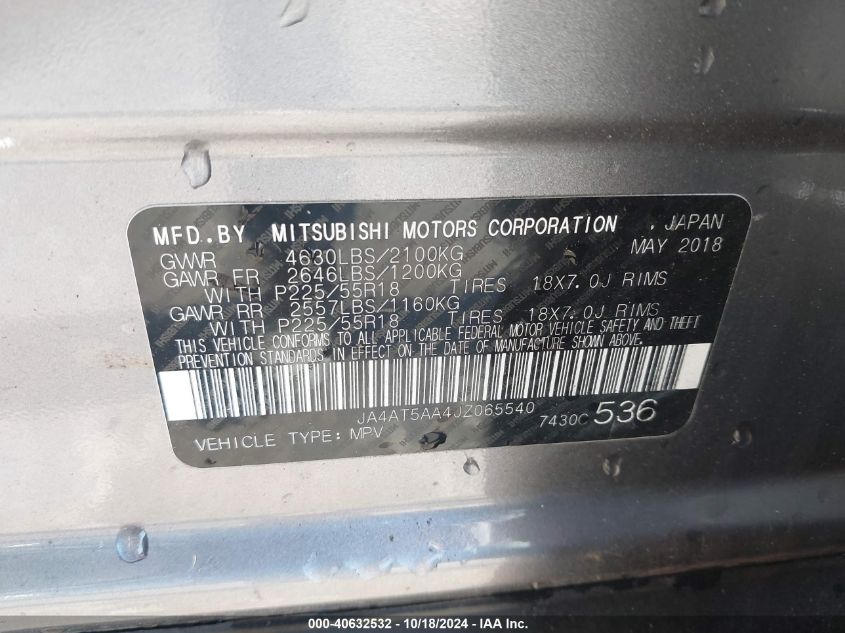 MFD.BY MITSUBISHI MOTORS CORPORATION , JAPAN
GVWR 4630LBS/2100KG MAY 2018
GAWR FR 2646LBS/1200KG
WITH P225/55R18 TIRES 18X7.0J RIMS
GAWR RR 2557LBS/1160KG
WITH P225/55R18 TIRES 18X7.0J RIMS
THIS VEHICLE CONFORMS TO ALL APPLICABLE FEDERAL MOTOR VEHICLE SAFETY AND THEFT
PREVENTION STANDARDS IN EFFECT ON THE DATE OF MANUFACTURE SHOWN ABOVE.
JA4AT5AA4JZ065540
7430C 536
VEHICLE TYPE: MPV
000-40632532 - 10/18/2024 - IAA Inc.